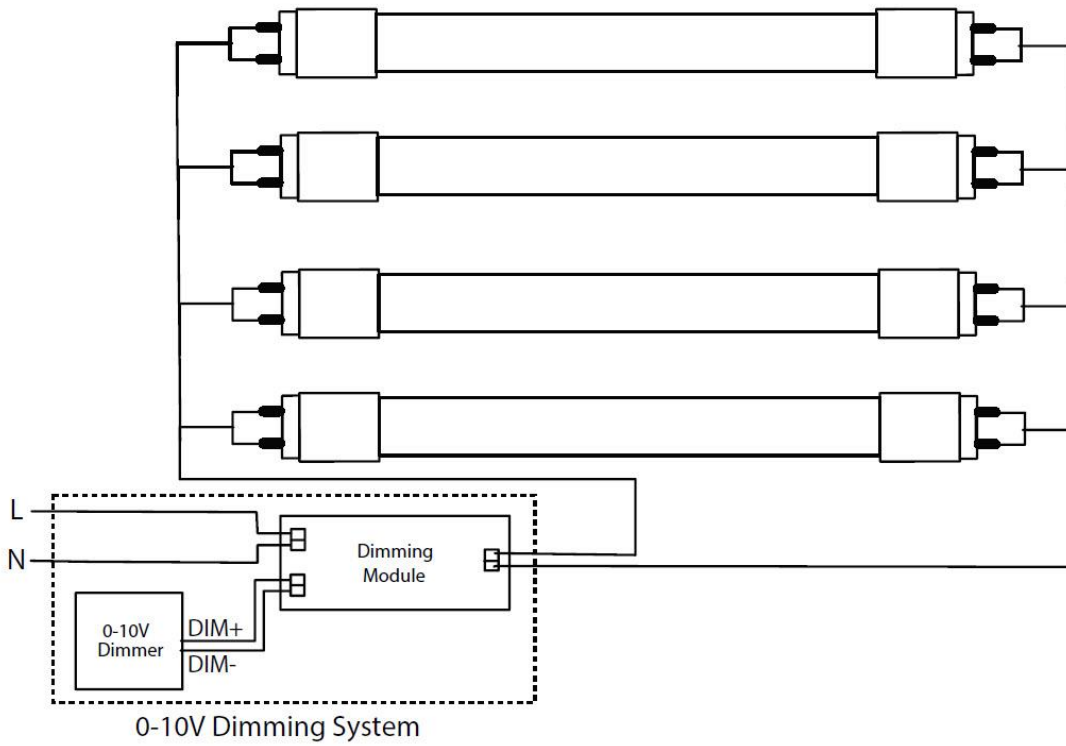 L
N
Dimming
Module
0-10V
Dimmer
DIM+
DIM-
0-10V Dimming System